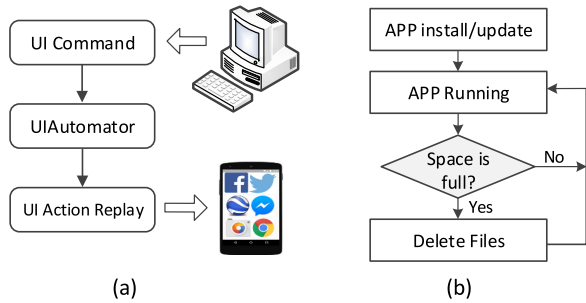 UI Command
UIAutomator
UI Action Replay
(a)
APP install/update
APP Running
Space is
full?
No
Yes
Delete Files
(b)